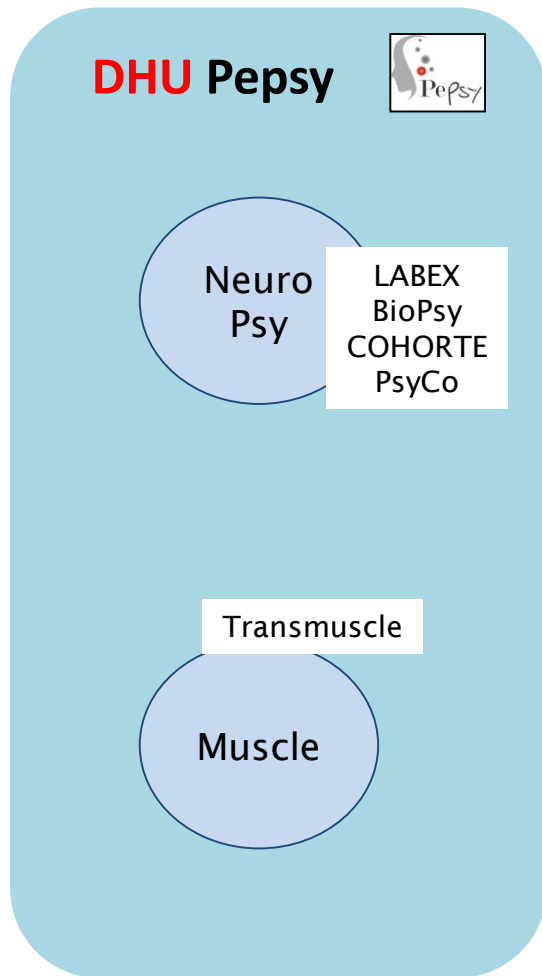 DHU Pepsy
Pepsy
Neuro
Psy
LABEX
BioPsy
COHORTE
PsyCo
Transmuscle
Muscle